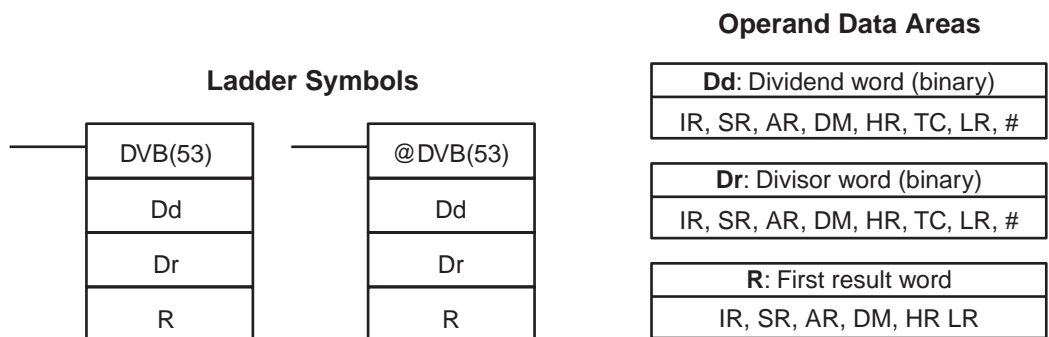 Ladder Symbols
DVB(53)
Dd
Dr
R
@DVB(53)
Dd
Dr
R
Operand Data Areas
Dd: Dividend word (binary)
IR, SR, AR, DM, HR, TC, LR, #
Dr: Divisor word (binary)
IR, SR, AR, DM, HR, TC, LR, #
R: First result word
IR, SR, AR, DM, HR LR